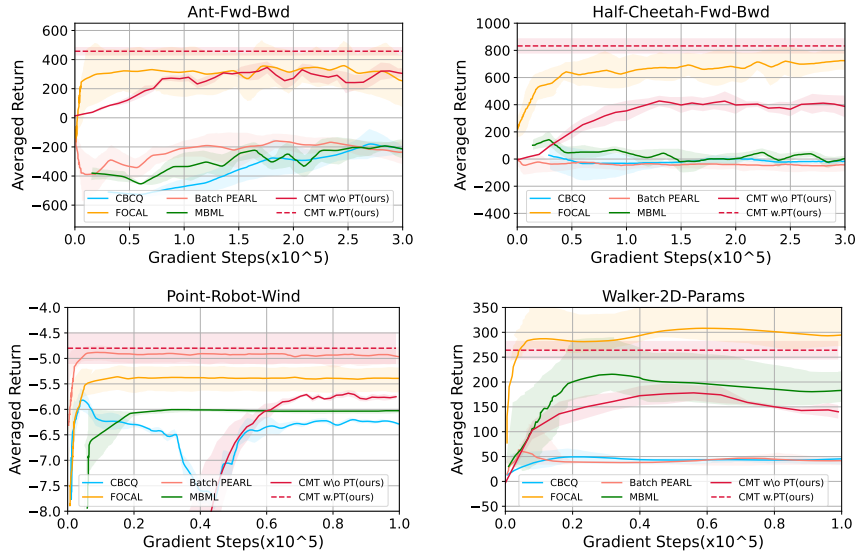 Ant-Fwd-Bwd
Averaged Return
600
400
200
0
−200
−400
−600
CBCQ
FOCAL
Batch PEARL
MBML
CMT w\o PT(ours)
CMT w.PT(ours)
0.0 0.5 1.0 1.5 2.0 2.5 3.0
Gradient Steps(x10^5)
Half-Cheetah-Fwd-Bwd
Averaged Return
1000
800
600
400
200
0
−200
−400
CBCQ
FOCAL
Batch PEARL
MBML
CMT w\o PT(ours)
CMT w.PT(ours)
0.0 0.5 1.0 1.5 2.0 2.5 3.0
Gradient Steps(x10^5)
Point-Robot-Wind
Averaged Return
−4.0
−4.5
−5.0
−5.5
−6.0
−6.5
−7.0
−7.5
−8.0
CBCQ
FOCAL
Batch PEARL
MBML
CMT w\o PT(ours)
CMT w.PT(ours)
0.0 0.2 0.4 0.6 0.8 1.0
Gradient Steps(x10^5)
Walker-2D-Params
Averaged Return
350
300
250
200
150
100
50
0
−50
CBCQ
FOCAL
Batch PEARL
MBML
CMT w\o PT(ours)
CMT w.PT(ours)
0.0 0.2 0.4 0.6 0.8 1.0
Gradient Steps(x10^5)